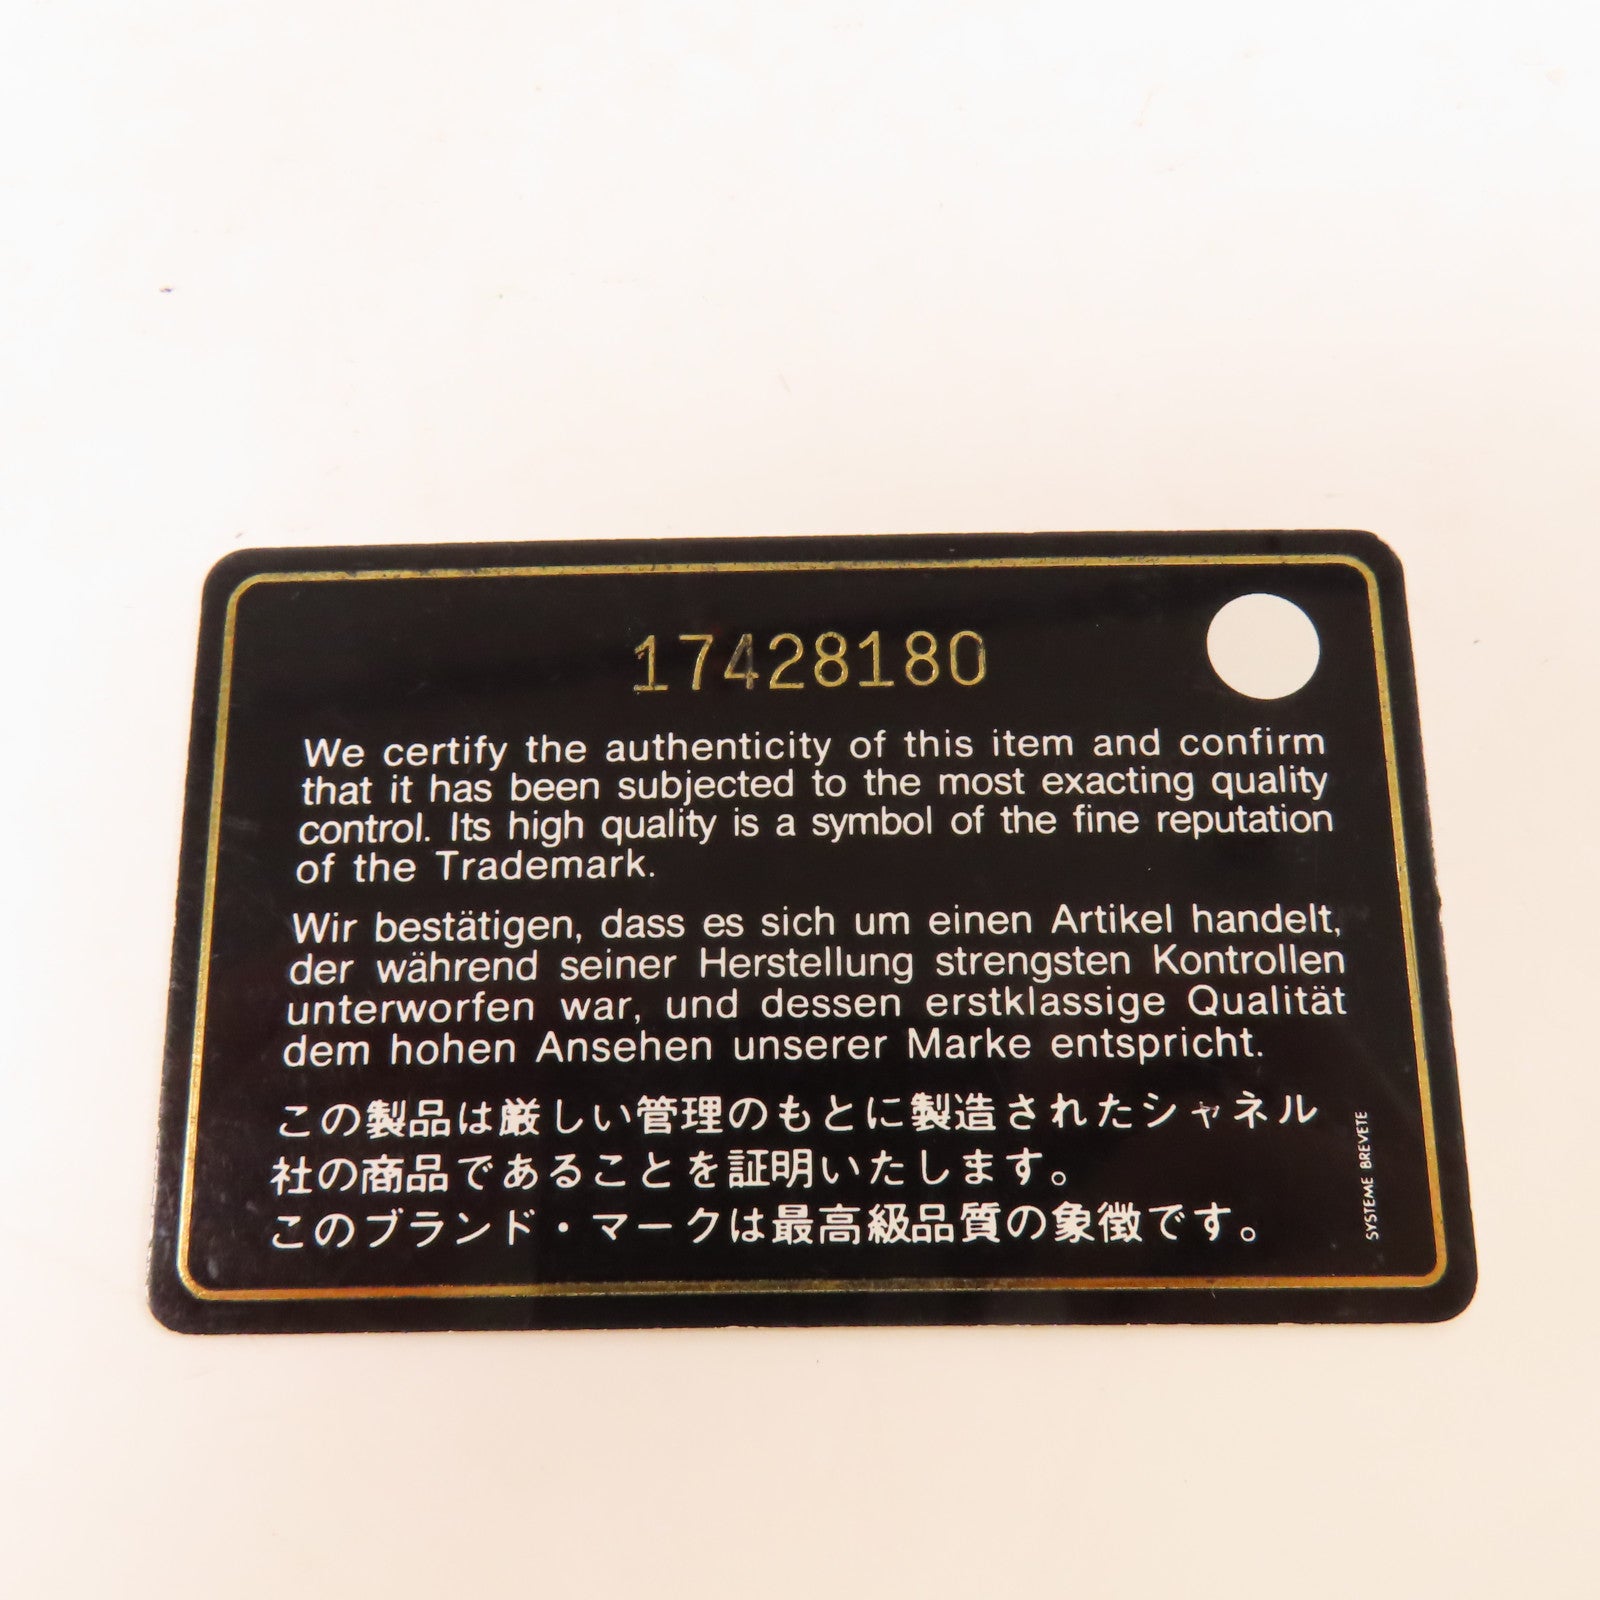 17428180
We certify the authenticity of this item and confirm
that it has been subjected to the most exacting quality
control. Its high quality is a symbol of the fine reputation
of the Trademark.
Wir bestätigen, dass es sich um einen Artikel handelt,
der während seiner Herstellung strengsten Kontrollen
unterworfen war, und dessen erstklassige Qualität
dem hohen Ansehen unserer Marke entspricht.
この製品は厳しい管理のもとに製造されたシャネル
社の商品であることを証明いたします。
このブランド・マークは最高級品質の象徴です。
SYSTEME BREVETE